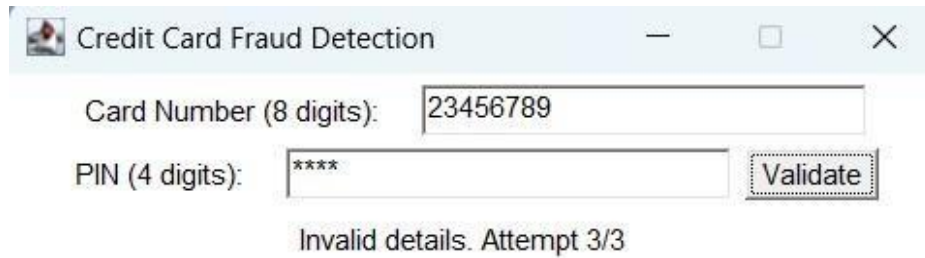 Credit Card Fraud Detection
Card Number (8 digits): 23456789
PIN (4 digits): **** Validate
Invalid details. Attempt 3/3